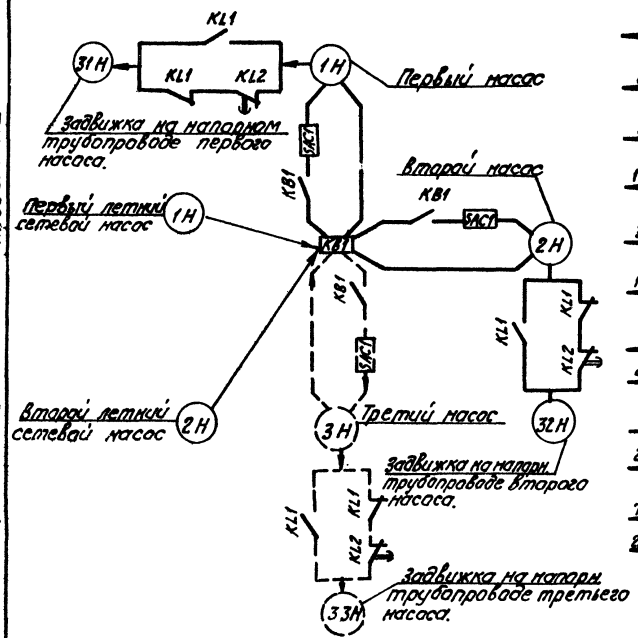 KL1
31Н
KL1
KL2
1Н
Первый насос
Задвижка на напорном
трубопроводе первого
насоса.
SAC1
KB1
Второй насос
KB1
SAC1
Первый летний
сетевой насос
1Н
KB1
2Н
KB1
KL1
KL1
KL2
SAC1
Второй летний
сетевой насос
2Н
3Н
Третий насос
32Н
Задвижка на напорн.
трубопроводе второго
насоса.
KL1
KL1
KL2
33Н
Задвижка на напорн.
трубопроводе третьего
насоса.